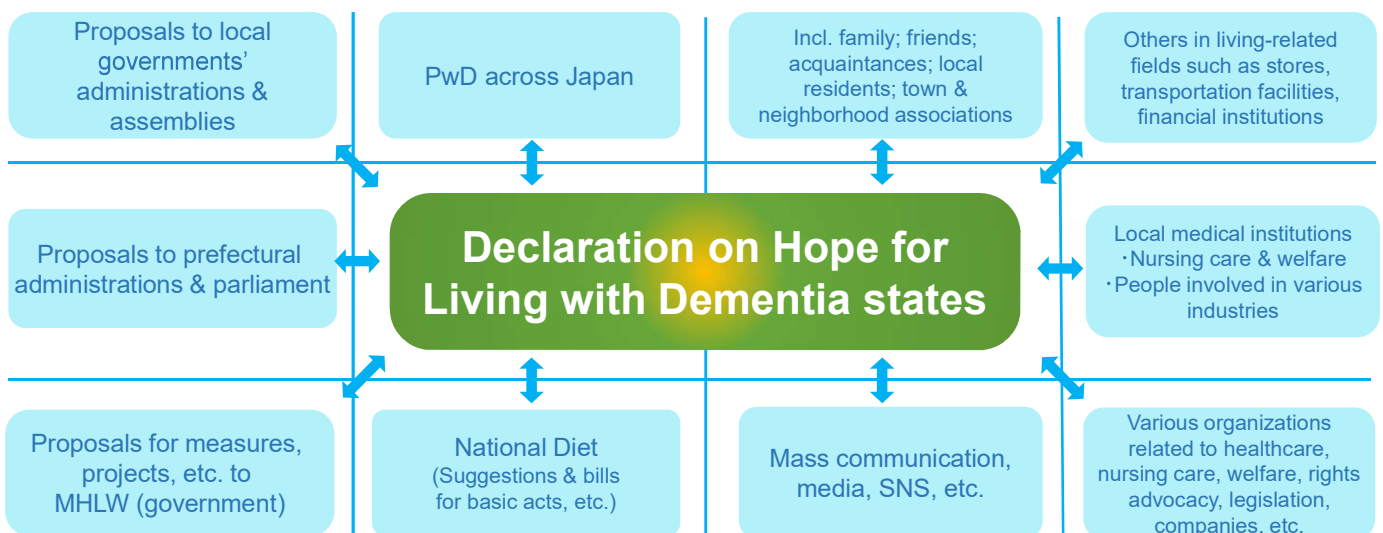 Proposals to local
governments’
administrations &
assemblies
PwD across Japan
Incl. family; friends;
acquaintances; local
residents; town &
neighborhood associations
Others in living-related
fields such as stores,
transportation facilities,
financial institutions
Proposals to prefectural
administrations & parliament
Declaration on Hope for
Living with Dementia states
Local medical institutions
・Nursing care & welfare
・People involved in various
industries
Proposals for measures,
projects, etc. to
MHLW (government)
National Diet
(Suggestions & bills
for basic acts, etc.)
Mass communication,
media, SNS, etc.
Various organizations
related to healthcare,
nursing care, welfare, rights
advocacy, legislation,
companies, etc.